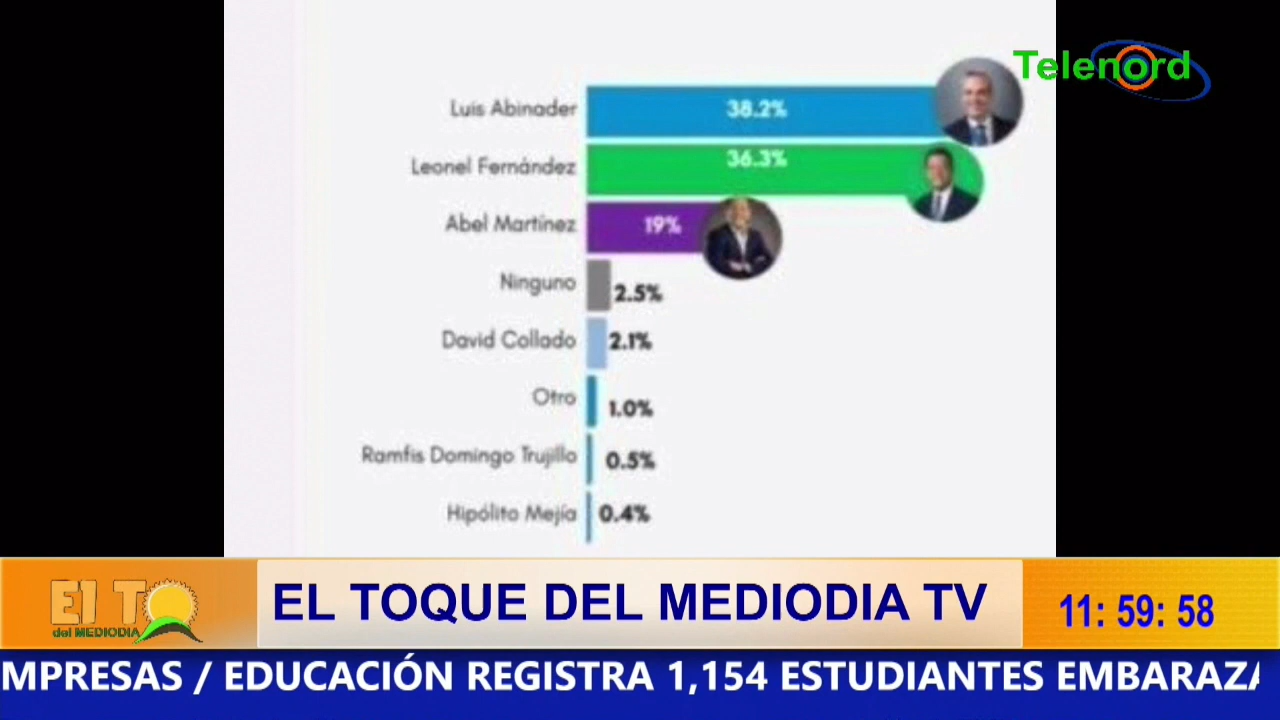 Telenord
Luis Abinader 38.2%
Leonel Fernández 36.3%
Abel Martínez 19%
Ninguno 2.5%
David Collado 2.1%
Otro 1.0%
Ramfis Domingo Trujillo 0.5%
Hipólito Mejía 0.4%
El TO
del MEDIODIA
EL TOQUE DEL MEDIODIA TV
11: 59: 58
MPRESAS / EDUCACIÓN REGISTRA 1,154 ESTUDIANTES EMBARAZA